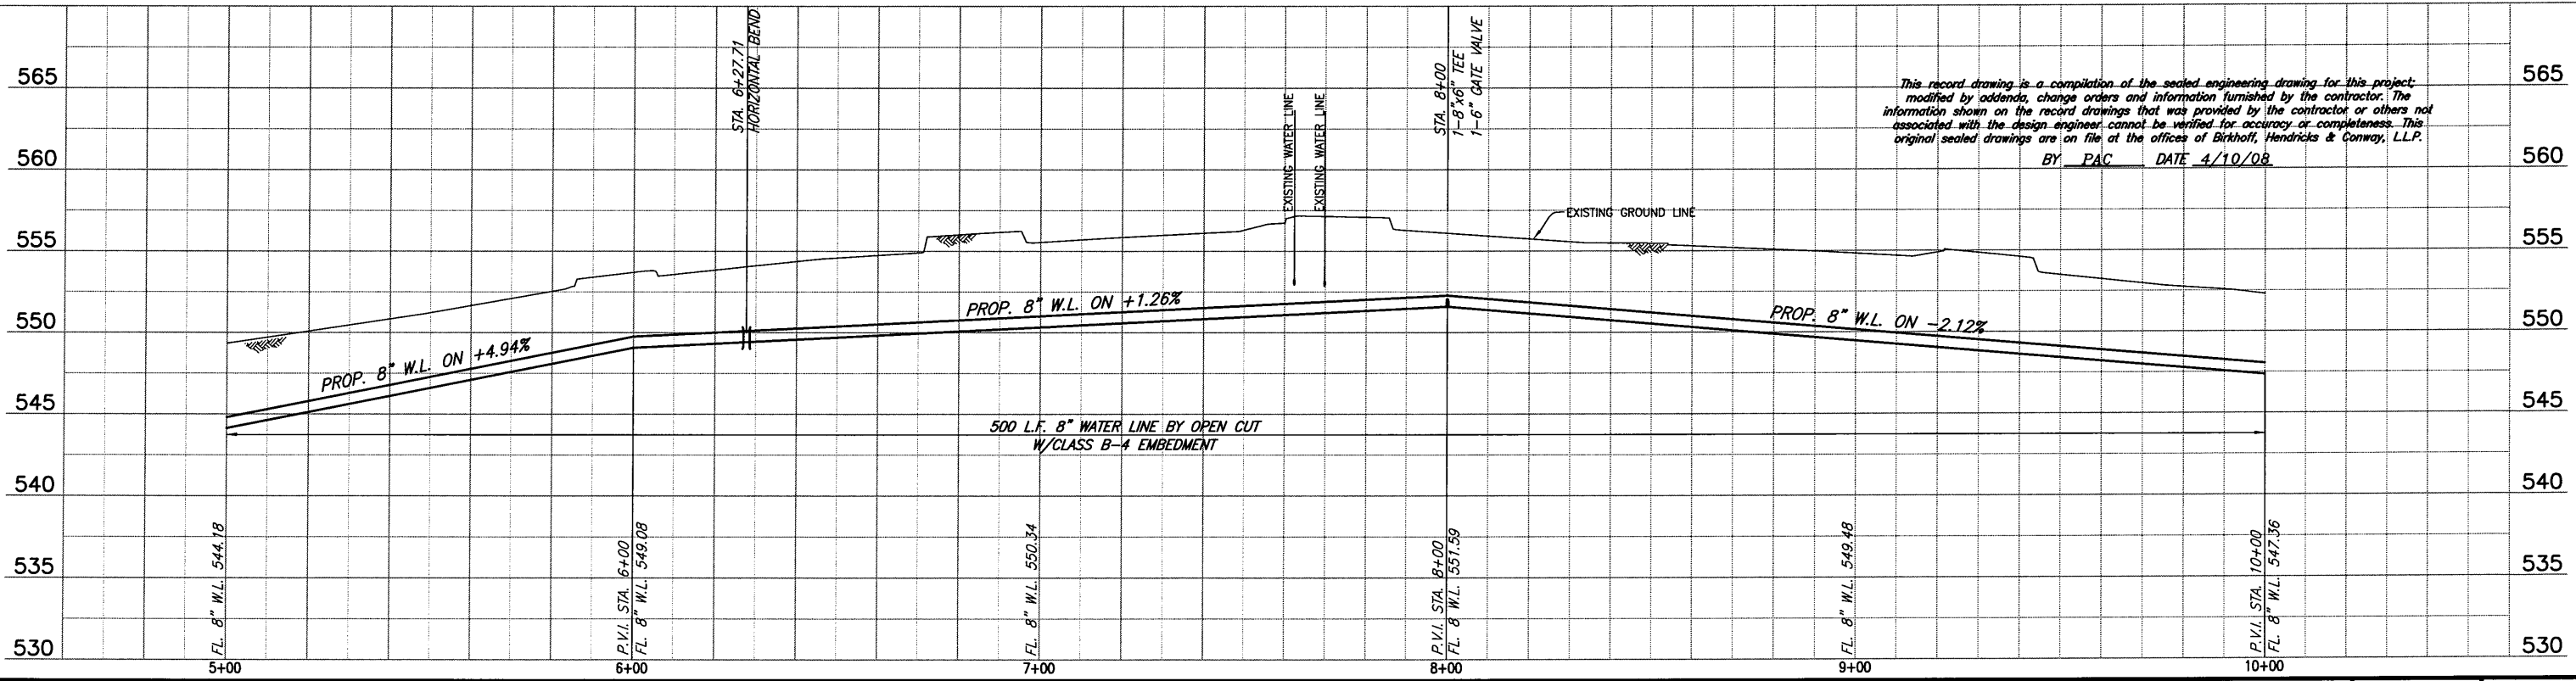 STA. 6+27.71
HORIZONTAL BEND
STA. 8+00
1-8"x6" TEE
1-6" GATE VALVE
EXISTING WATER LINE
EXISTING WATER LINE
This record drawing is a compilation of the sealed engineering drawing for this project;
modified by addenda, change orders and information furnished by the contractor. The
information shown on the record drawings that was provided by the contractor or others not
associated with the design engineer cannot be verified for accuracy or completeness. This
original sealed drawings are on file at the offices of Birkhoff, Hendricks & Conway, L.L.P.
BY PAC DATE 4/10/08
565 565
560 560
EXISTING GROUND LINE
555 555
PROP. 8" W.L. ON +4.94%
PROP. 8" W.L. ON +1.26%
PROP. 8" W.L. ON -2.12%
550 550
545 545
500 L.F. 8" WATER LINE BY OPEN CUT
W/CLASS B-4 EMBEDMENT
540 540
535 535
530 530
FL. 8" W.L. 544.18
P.V.I. STA. 6+00
FL. 8" W.L. 549.08
FL. 8" W.L. 550.34
P.V.I. STA. 8+00
FL. 8" W.L. 551.59
FL. 8" W.L. 549.48
P.V.I. STA. 10+00
FL. 8" W.L. 547.36
5+00 6+00 7+00 8+00 9+00 10+00